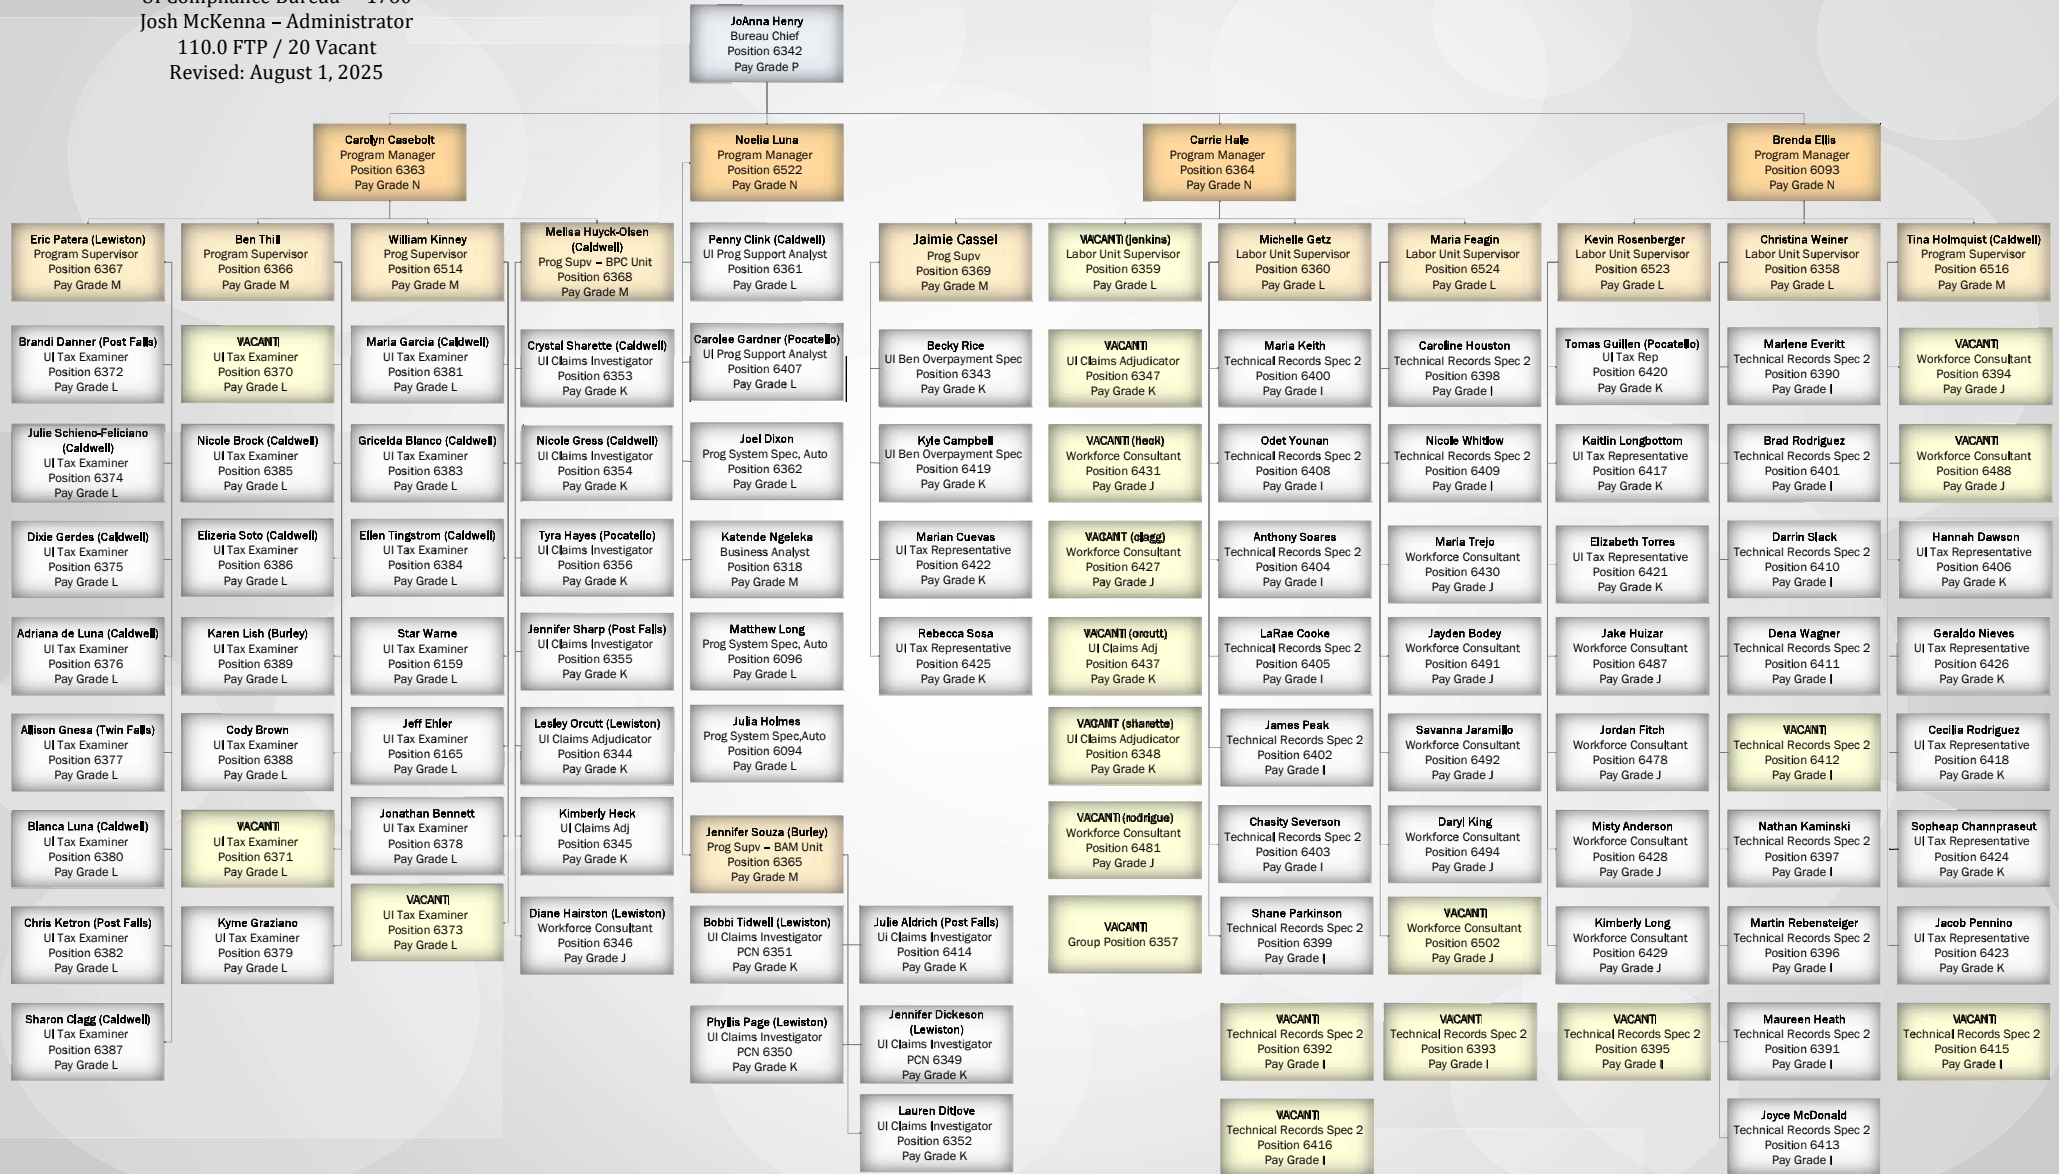 UI Compliance Bureau – 1780
Josh McKenna – Administrator
110.0 FTP / 20 Vacant
Revised: August 1, 2025
JoAnna Henry
Bureau Chief
Position 6342
Pay Grade P
Carolyn Casebolt
Program Manager
Position 6363
Pay Grade N
Noelia Luna
Program Manager
Position 6522
Pay Grade N
Carrie Hale
Program Manager
Position 6364
Pay Grade N
Brenda Ellis
Program Manager
Position 6093
Pay Grade N
Eric Patera (Lewiston)
Program Supervisor
Position 6367
Pay Grade M
Ben Thill
Program Supervisor
Position 6366
Pay Grade M
William Kinney
Prog Supervisor
Position 6514
Pay Grade M
Melisa Huyck-Olsen
(Caldwell)
Prog Supv – BPC Unit
Position 6368
Pay Grade M
Penny Clink (Caldwell)
UI Prog Support Analyst
Position 6361
Pay Grade L
Jaimie Cassel
Prog Supv
Position 6369
Pay Grade M
VACANT (jenkins)
Labor Unit Supervisor
Position 6359
Pay Grade L
Michelle Getz
Labor Unit Supervisor
Position 6360
Pay Grade L
Maria Feagin
Labor Unit Supervisor
Position 6524
Pay Grade L
Kevin Rosenberger
Labor Unit Supervisor
Position 6523
Pay Grade L
Christina Weiner
Labor Unit Supervisor
Position 6358
Pay Grade L
Tina Holmquist (Caldwell)
Program Supervisor
Position 6516
Pay Grade M
Brandi Danner (Post Falls)
UI Tax Examiner
Position 6372
Pay Grade L
VACANT
UI Tax Examiner
Position 6370
Pay Grade L
Maria Garcia (Caldwell)
UI Tax Examiner
Position 6381
Pay Grade L
Crystal Sharette (Caldwell)
UI Claims Investigator
Position 6353
Pay Grade K
Carolee Gardner (Pocatello)
UI Prog Support Analyst
Position 6407
Pay Grade L
Becky Rice
UI Ben Overpayment Spec
Position 6343
Pay Grade K
VACANT
UI Claims Adjudicator
Position 6347
Pay Grade K
Maria Keith
Technical Records Spec 2
Position 6400
Pay Grade I
Caroline Houston
Technical Records Spec 2
Position 6398
Pay Grade I
Tomas Guillen (Pocatello)
UI Tax Rep
Position 6420
Pay Grade K
Marlene Everitt
Technical Records Spec 2
Position 6390
Pay Grade I
VACANT
Workforce Consultant
Position 6394
Pay Grade J
Julie Schieno-Feliciano
(Caldwell)
UI Tax Examiner
Position 6374
Pay Grade L
Nicole Brock (Caldwell)
UI Tax Examiner
Position 6385
Pay Grade L
Gricelda Blanco (Caldwell)
UI Tax Examiner
Position 6383
Pay Grade L
Nicole Gress (Caldwell)
UI Claims Investigator
Position 6354
Pay Grade K
Joel Dixon
Prog System Spec, Auto
Position 6362
Pay Grade L
Kyle Campbell
UI Ben Overpayment Spec
Position 6419
Pay Grade K
VACANT (heck)
Workforce Consultant
Position 6431
Pay Grade J
Odet Younan
Technical Records Spec 2
Position 6408
Pay Grade I
Nicole Whitlow
Technical Records Spec 2
Position 6409
Pay Grade I
Kaitlin Longbottom
UI Tax Representative
Position 6417
Pay Grade K
Brad Rodriguez
Technical Records Spec 2
Position 6401
Pay Grade I
VACANT
Workforce Consultant
Position 6488
Pay Grade J
Dixie Gerdes (Caldwell)
UI Tax Examiner
Position 6375
Pay Grade L
Elizeria Soto (Caldwell)
UI Tax Examiner
Position 6386
Pay Grade L
Ellen Tingstrom (Caldwell)
UI Tax Examiner
Position 6384
Pay Grade L
Tyra Hayes (Pocatello)
UI Claims Investigator
Position 6356
Pay Grade K
Katende Ngeleka
Business Analyst
Position 6318
Pay Grade M
Marian Cuevas
UI Tax Representative
Position 6422
Pay Grade K
VACANT (clagg)
Workforce Consultant
Position 6427
Pay Grade J
Anthony Soares
Technical Records Spec 2
Position 6404
Pay Grade I
Maria Trejo
Workforce Consultant
Position 6430
Pay Grade J
Elizabeth Torres
UI Tax Representative
Position 6421
Pay Grade K
Darrin Slack
Technical Records Spec 2
Position 6410
Pay Grade I
Hannah Dawson
UI Tax Representative
Position 6406
Pay Grade K
Adriana de Luna (Caldwell)
UI Tax Examiner
Position 6376
Pay Grade L
Karen Lish (Burley)
UI Tax Examiner
Position 6389
Pay Grade L
Star Warne
UI Tax Examiner
Position 6159
Pay Grade L
Jennifer Sharp (Post Falls)
UI Claims Investigator
Position 6355
Pay Grade K
Matthew Long
Prog System Spec, Auto
Position 6096
Pay Grade L
Rebecca Sosa
UI Tax Representative
Position 6425
Pay Grade K
VACANT (orcutt)
UI Claims Adj
Position 6437
Pay Grade K
LaRae Cooke
Technical Records Spec 2
Position 6405
Pay Grade I
Jayden Bodey
Workforce Consultant
Position 6491
Pay Grade J
Jake Huizar
Workforce Consultant
Position 6487
Pay Grade J
Dena Wagner
Technical Records Spec 2
Position 6411
Pay Grade I
Geraldo Nieves
UI Tax Representative
Position 6426
Pay Grade K
Allison Gnesa (Twin Falls)
UI Tax Examiner
Position 6377
Pay Grade L
Cody Brown
UI Tax Examiner
Position 6388
Pay Grade L
Jeff Ehler
UI Tax Examiner
Position 6165
Pay Grade L
Lesley Orcutt (Lewiston)
UI Claims Adjudicator
Position 6344
Pay Grade K
Julia Holmes
Prog System Spec,Auto
Position 6094
Pay Grade L
VACANT (sharette)
UI Claims Adjudicator
Position 6348
Pay Grade K
James Peak
Technical Records Spec 2
Position 6402
Pay Grade I
Savanna Jaramillo
Workforce Consultant
Position 6492
Pay Grade J
Jordan Fitch
Workforce Consultant
Position 6478
Pay Grade J
VACANT
Technical Records Spec 2
Position 6412
Pay Grade I
Cecilia Rodriguez
UI Tax Representative
Position 6418
Pay Grade K
Blanca Luna (Caldwell)
UI Tax Examiner
Position 6380
Pay Grade L
VACANT
UI Tax Examiner
Position 6371
Pay Grade L
Jonathan Bennett
UI Tax Examiner
Position 6378
Pay Grade L
Kimberly Heck
UI Claims Adj
Position 6345
Pay Grade K
Jennifer Souza (Burley)
Prog Supv – BAM Unit
Position 6365
Pay Grade M
VACANT (rodrigue)
Workforce Consultant
Position 6481
Pay Grade J
Chasity Severson
Technical Records Spec 2
Position 6403
Pay Grade I
Daryl King
Workforce Consultant
Position 6494
Pay Grade J
Misty Anderson
Workforce Consultant
Position 6428
Pay Grade J
Nathan Kaminski
Technical Records Spec 2
Position 6397
Pay Grade I
Sopheap Channpraseut
UI Tax Representative
Position 6424
Pay Grade K
Chris Ketron (Post Falls)
UI Tax Examiner
Position 6382
Pay Grade L
Kyme Graziano
UI Tax Examiner
Position 6379
Pay Grade L
VACANT
UI Tax Examiner
Position 6373
Pay Grade L
Diane Hairston (Lewiston)
Workforce Consultant
Position 6346
Pay Grade J
Bobbi Tidwell (Lewiston)
UI Claims Investigator
PCN 6351
Pay Grade K
Julie Aldrich (Post Falls)
Ui Claims Investigator
Position 6414
Pay Grade K
VACANT
Group Position 6357
Shane Parkinson
Technical Records Spec 2
Position 6399
Pay Grade I
VACANT
Workforce Consultant
Position 6502
Pay Grade J
Kimberly Long
Workforce Consultant
Position 6429
Pay Grade J
Martin Rebensteiger
Technical Records Spec 2
Position 6396
Pay Grade I
Jacob Pennino
UI Tax Representative
Position 6423
Pay Grade K
Sharon Clagg (Caldwell)
UI Tax Examiner
Position 6387
Pay Grade L
Phyllis Page (Lewiston)
UI Claims Investigator
PCN 6350
Pay Grade K
Jennifer Dickeson
(Lewiston)
UI Claims Investigator
PCN 6349
Pay Grade K
VACANT
Technical Records Spec 2
Position 6392
Pay Grade I
VACANT
Technical Records Spec 2
Position 6393
Pay Grade I
VACANT
Technical Records Spec 2
Position 6395
Pay Grade I
Maureen Heath
Technical Records Spec 2
Position 6391
Pay Grade I
VACANT
Technical Records Spec 2
Position 6415
Pay Grade I
Lauren Ditlove
UI Claims Investigator
Position 6352
Pay Grade K
VACANT
Technical Records Spec 2
Position 6416
Pay Grade I
Joyce McDonald
Technical Records Spec 2
Position 6413
Pay Grade I